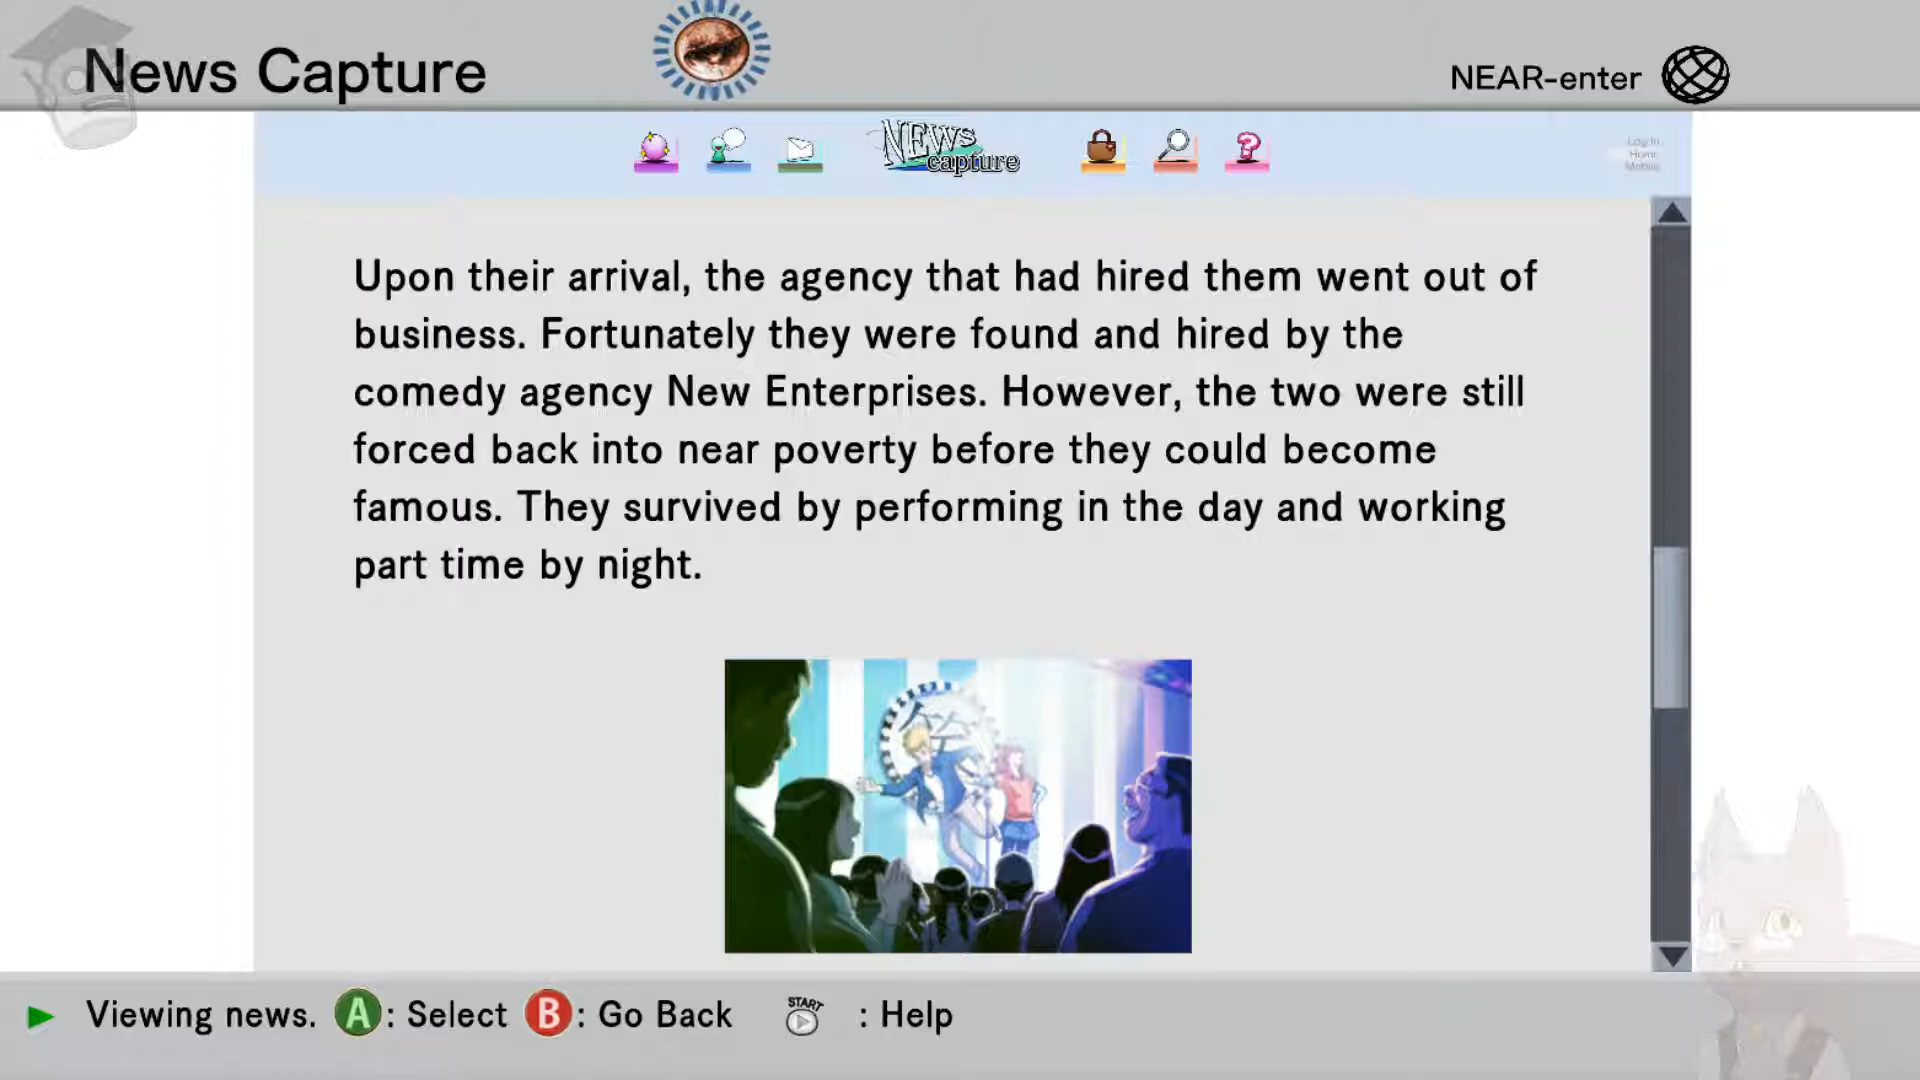 News Capture
NEAR-enter
NEWS
capture
Log In
Home
Upon their arrival, the agency that had hired them went out of
business. Fortunately they were found and hired by the
comedy agency New Enterprises. However, the two were still
forced back into near poverty before they could become
famous. They survived by performing in the day and working
part time by night.
Viewing news. A : Select B : Go Back START : Help